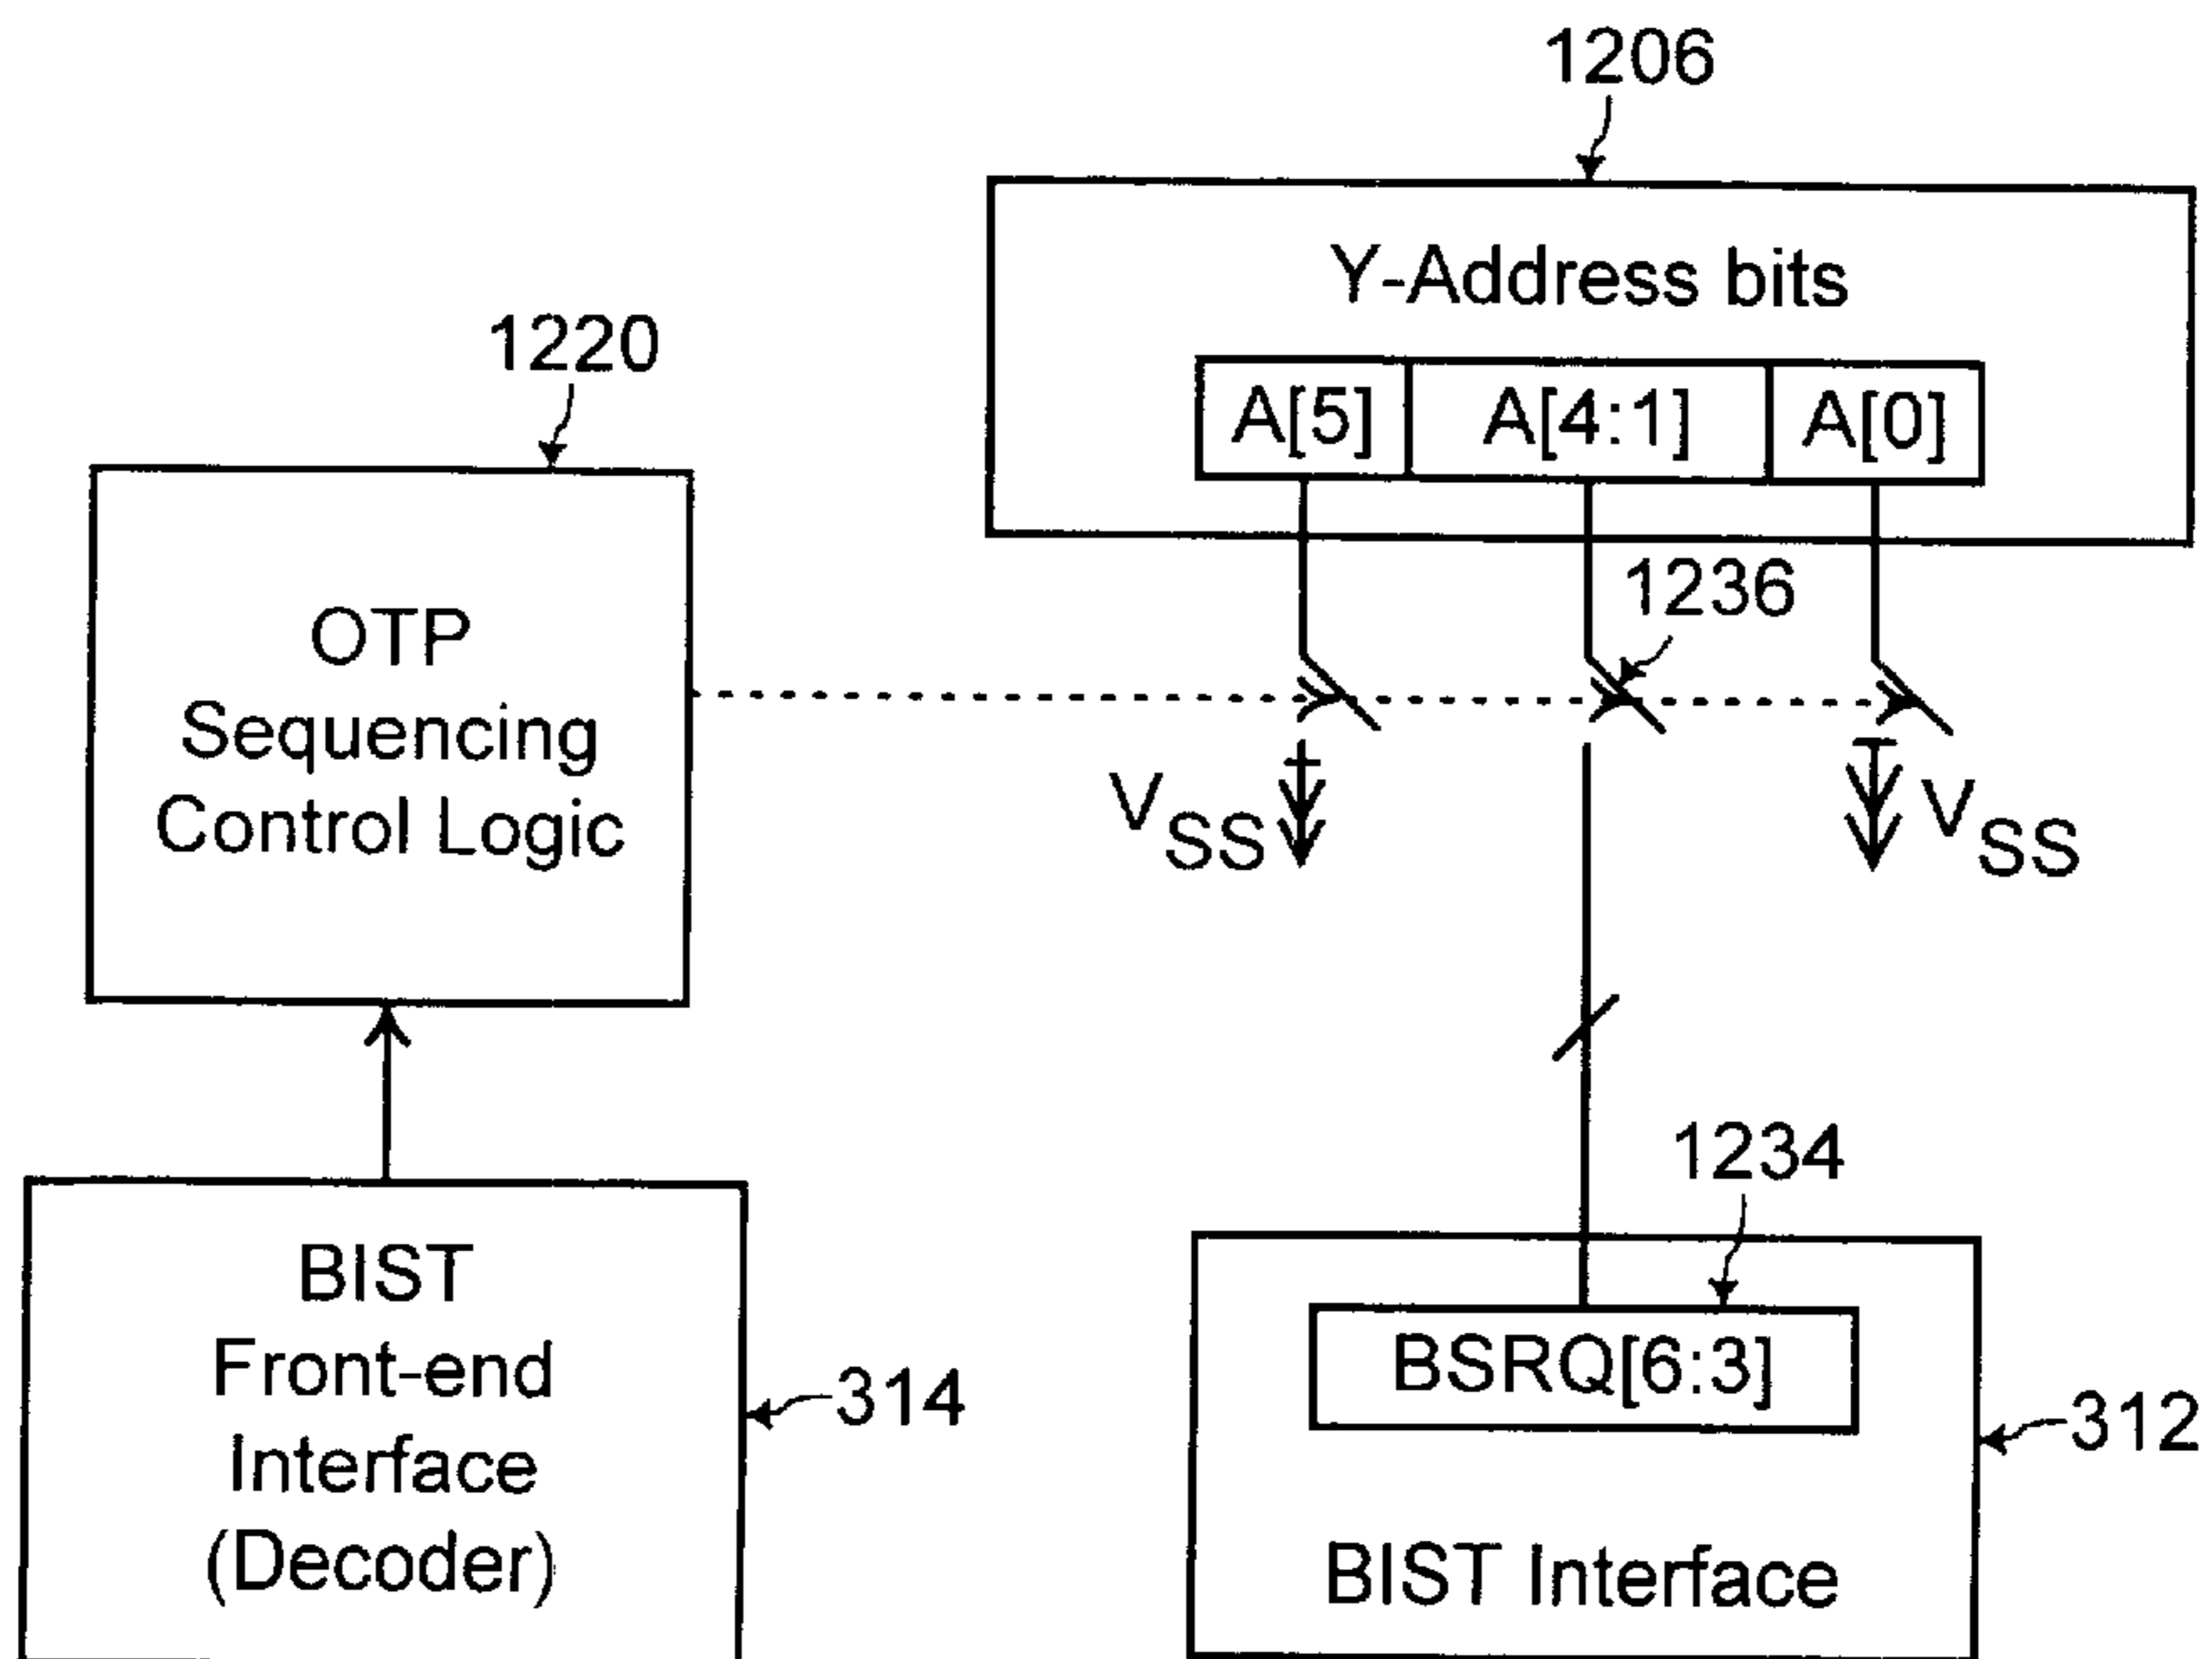 1206
Y-Address bits
A[5] A[4:1] A[0]
1220
OTP
Sequencing
Control Logic
1236
VSS
VSS
1234
BSRQ[6:3]
BIST Interface
312
BIST
Front-end
Interface
(Decoder)
314